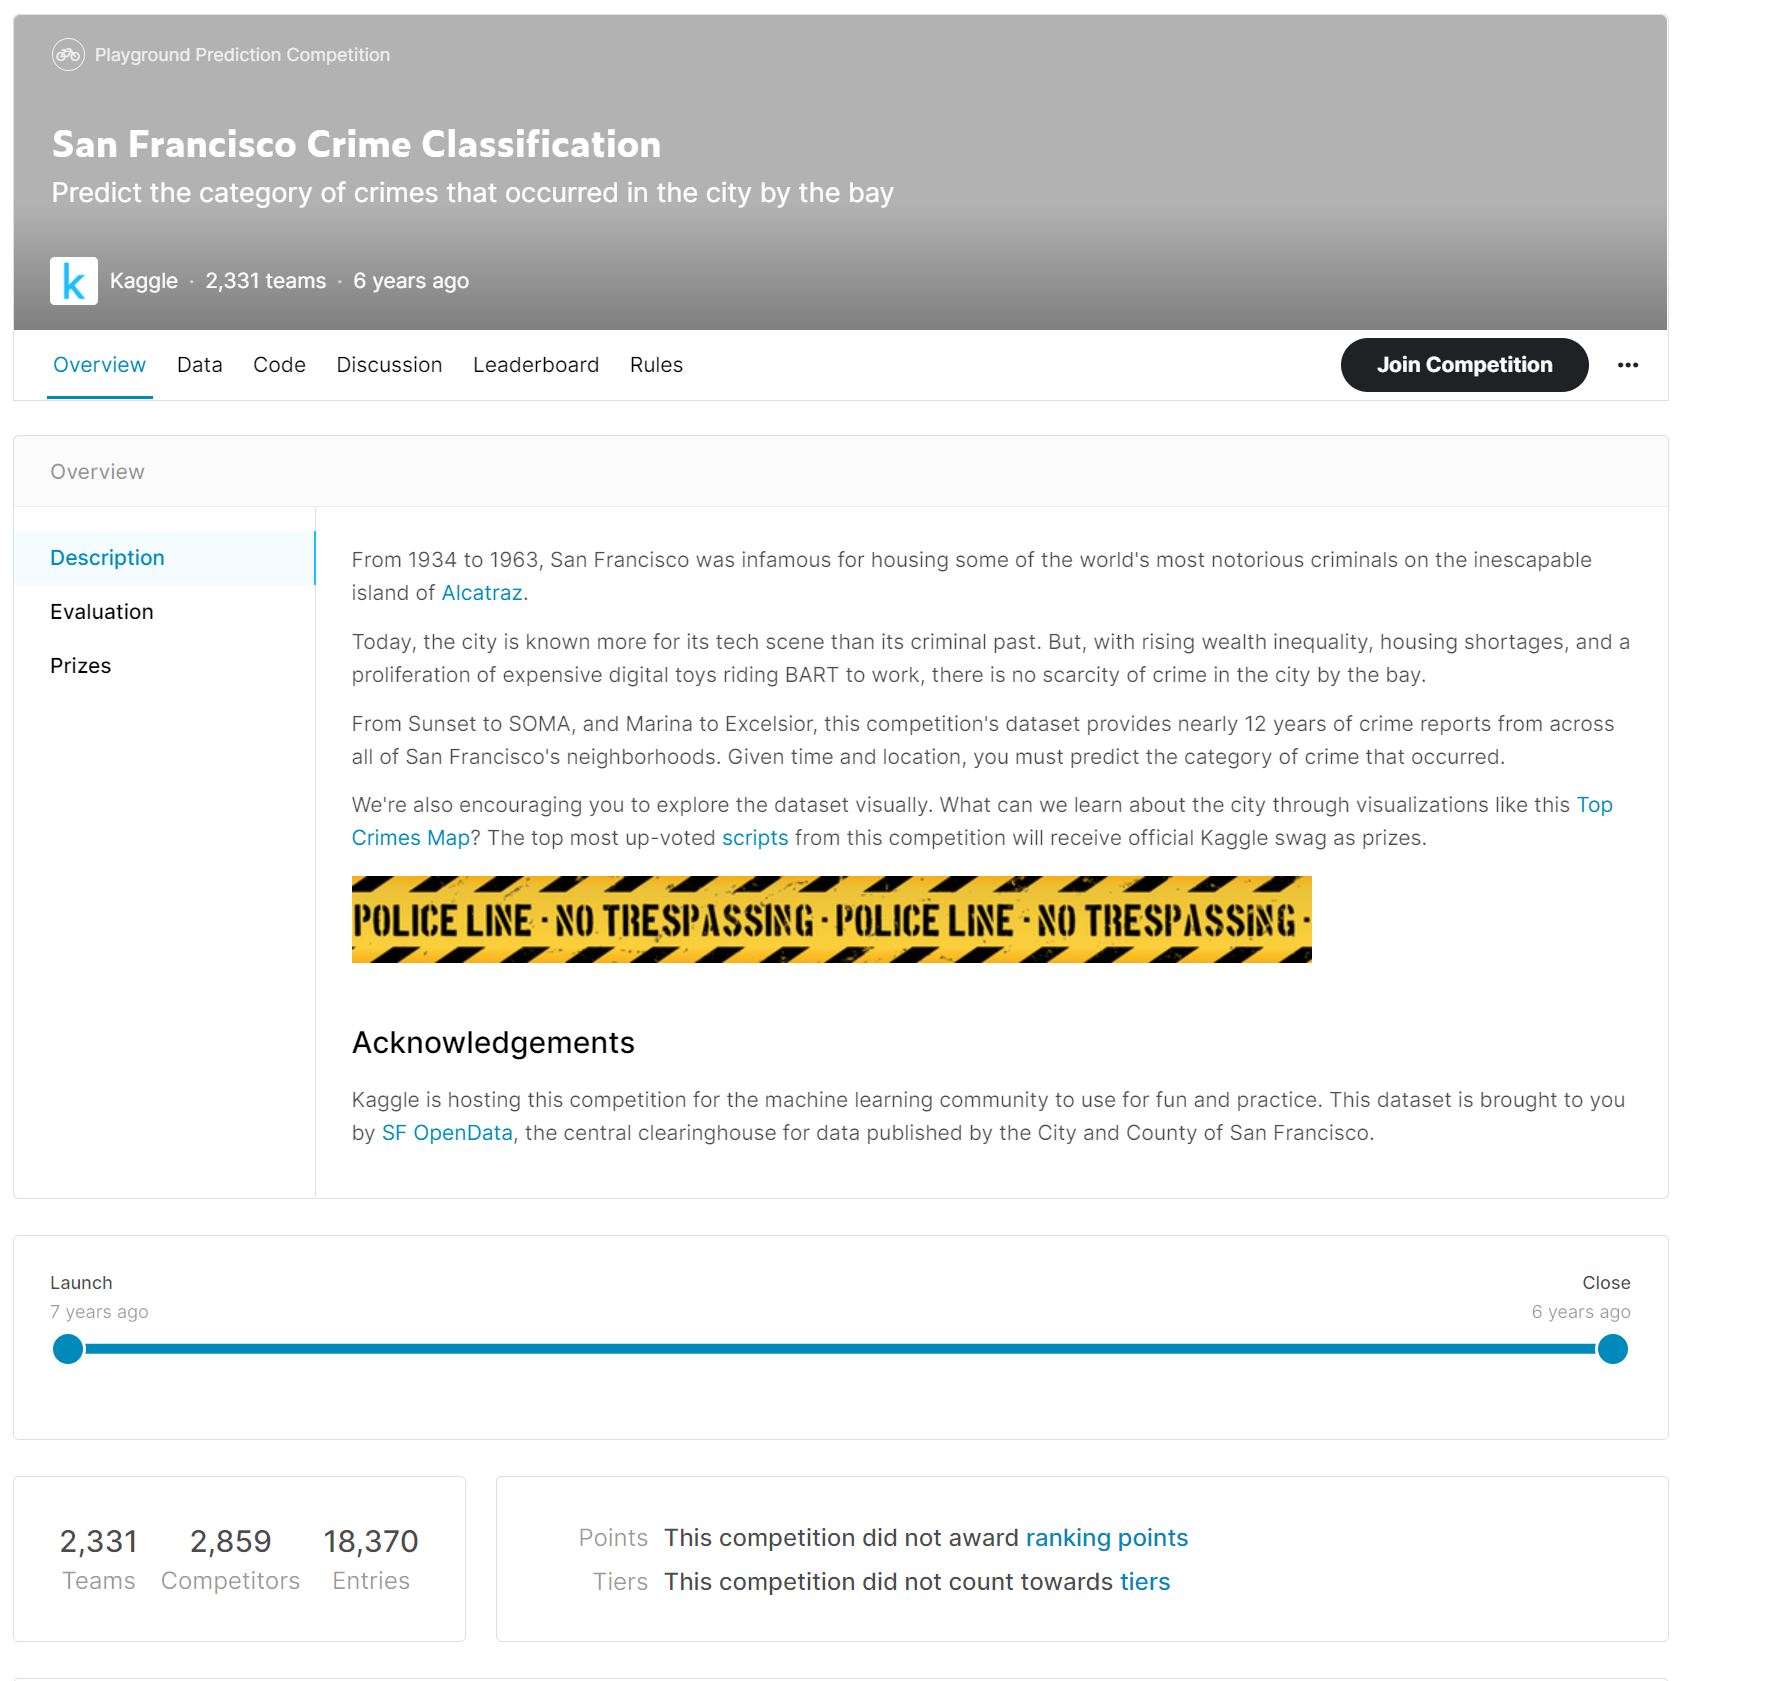 Playground Prediction Competition
San Francisco Crime Classification
Predict the category of crimes that occurred in the city by the bay
k
Kaggle · 2,331 teams · 6 years ago
Overview Data Code Discussion Leaderboard Rules Join Competition ···
Overview
Description
Evaluation
Prizes
From 1934 to 1963, San Francisco was infamous for housing some of the world's most notorious criminals on the inescapable
island of Alcatraz.
Today, the city is known more for its tech scene than its criminal past. But, with rising wealth inequality, housing shortages, and a
proliferation of expensive digital toys riding BART to work, there is no scarcity of crime in the city by the bay.
From Sunset to SOMA, and Marina to Excelsior, this competition's dataset provides nearly 12 years of crime reports from across
all of San Francisco's neighborhoods. Given time and location, you must predict the category of crime that occurred.
We're also encouraging you to explore the dataset visually. What can we learn about the city through visualizations like this Top
Crimes Map? The top most up-voted scripts from this competition will receive official Kaggle swag as prizes.
POLICE LINE · NO TRESPASSING · POLICE LINE · NO TRESPASSING ·
Acknowledgements
Kaggle is hosting this competition for the machine learning community to use for fun and practice. This dataset is brought to you
by SF OpenData, the central clearinghouse for data published by the City and County of San Francisco.
Launch Close
7 years ago 6 years ago
2,331 2,859 18,370
Teams Competitors Entries
Points This competition did not award ranking points
Tiers This competition did not count towards tiers